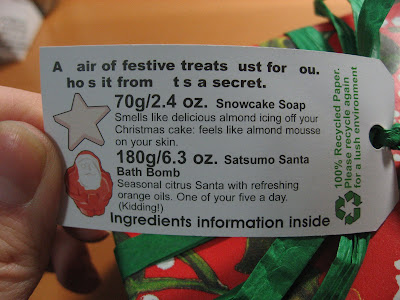 A air of festive treats ust for ou.
ho s it from t s a secret.
70g/2.4 oz. Snowcake Soap
Smells like delicious almond icing off your
Christmas cake: feels like almond mousse
on your skin.
180g/6.3 oz. Satsumo Santa
Bath Bomb
Seasonal citrus Santa with refreshing
orange oils. One of your five a day.
(Kidding!)
Ingredients information inside
100% Recycled Paper.
Please recycle again
for a lush environment